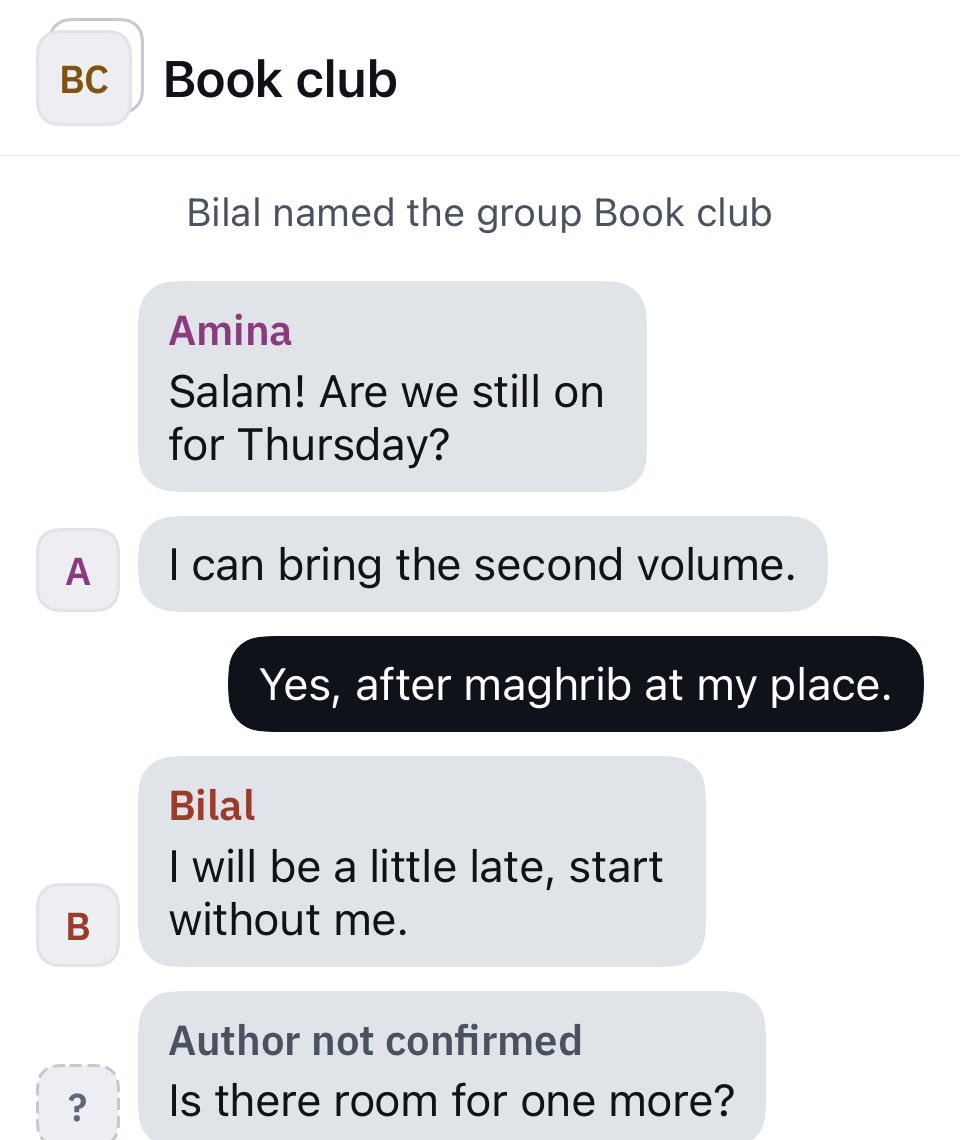 BC
Book club
Bilal named the group Book club
Amina
Salam! Are we still on
for Thursday?
A
I can bring the second volume.
Yes, after maghrib at my place.
Bilal
I will be a little late, start
without me.
B
Author not confirmed
Is there room for one more?
?